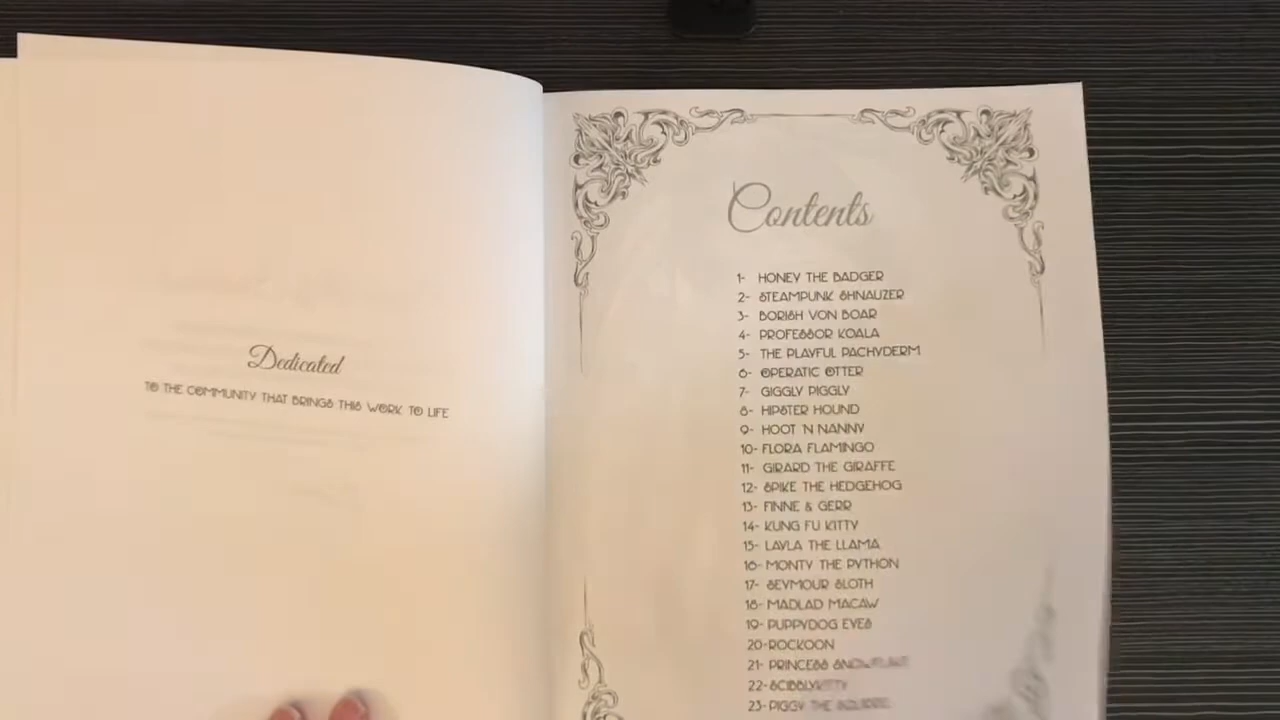 Dedicated
TO THE COMMUNITY THAT BRINGS THIS WORK TO LIFE
Contents
1- HONEY THE BADGER
2- STEAMPUNK SHNAUZER
3- BORISH VON BOAR
4- PROFESSOR KOALA
5- THE PLAYFUL PACHYDERM
6- OPERATIC OTTER
7- GIGGLY PIGGLY
8- HIPSTER HOUND
9- HOOT 'N NANNY
10- FLORA FLAMINGO
11- GIRARD THE GIRAFFE
12- SPIKE THE HEDGEHOG
13- FINNE & GERR
14- KUNG FU KITTY
15- LAYLA THE LLAMA
16- MONTY THE PYTHON
17- SEYMOUR SLOTH
18- MADLAD MACAW
19- PUPPYDOG EYES
20- ROCKOON
21- PRINCESS SNOWFLAKE
22- SCIBBLYKITTY
23- PIGGY THE